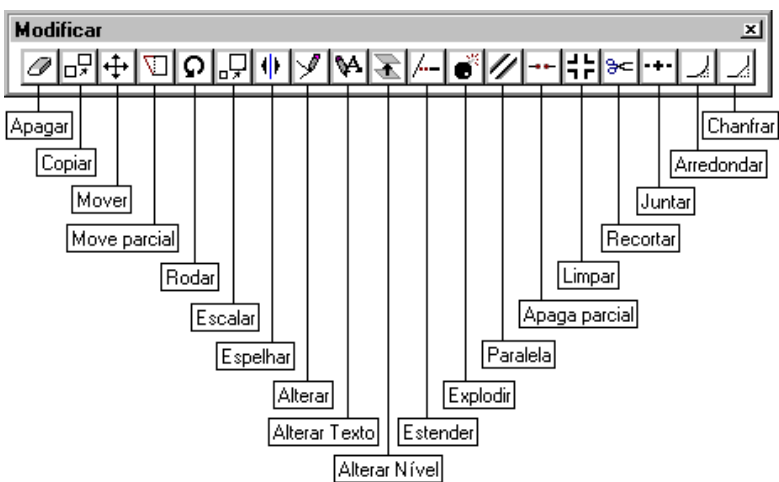 Modificar
Apagar
Chanfrar
Copiar
Arredondar
Mover
Juntar
Move parcial
Recortar
Rodar
Limpar
Escalar
Apaga parcial
Espelhar
Paralela
Alterar
Explodir
Alterar Texto
Estender
Alterar Nível